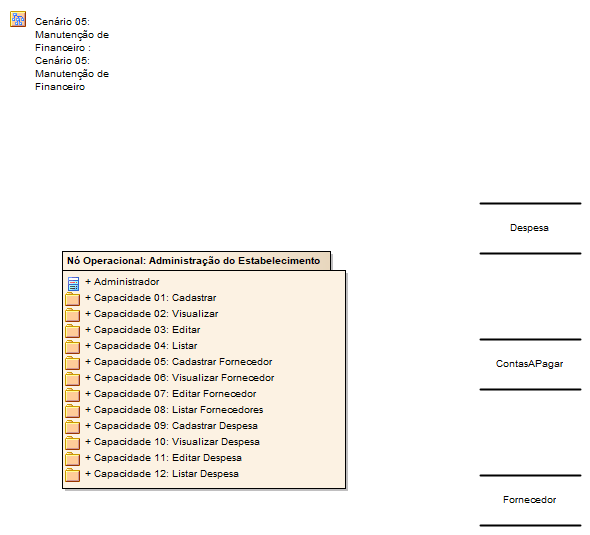 Cenário 05:
Manutenção de
Financeiro :
Cenário 05:
Manutenção de
Financeiro
Despesa
Nó Operacional: Administração do Estabelecimento
+ Administrador
+ Capacidade 01: Cadastrar
+ Capacidade 02: Visualizar
+ Capacidade 03: Editar
+ Capacidade 04: Listar
+ Capacidade 05: Cadastrar Fornecedor
+ Capacidade 06: Visualizar Fornecedor
+ Capacidade 07: Editar Fornecedor
+ Capacidade 08: Listar Fornecedores
+ Capacidade 09: Cadastrar Despesa
+ Capacidade 10: Visualizar Despesa
+ Capacidade 11: Editar Despesa
+ Capacidade 12: Listar Despesa
ContasAPagar
Fornecedor